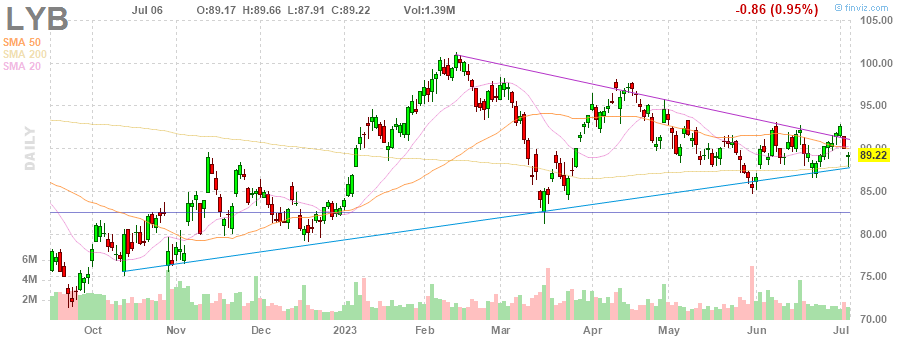 LYB Jul 06 O:89.17 H:89.66 L:87.91 C:89.22 Vol:1.39M -0.86 (0.95%) finviz.com
SMA 50
SMA 200
SMA 20
DAILY
105.00
100.00
95.00
90.00
89.22
85.00
80.00
75.00
70.00
6M
4M
2M
Oct Nov Dec 2023 Feb Mar Apr May Jun Jul